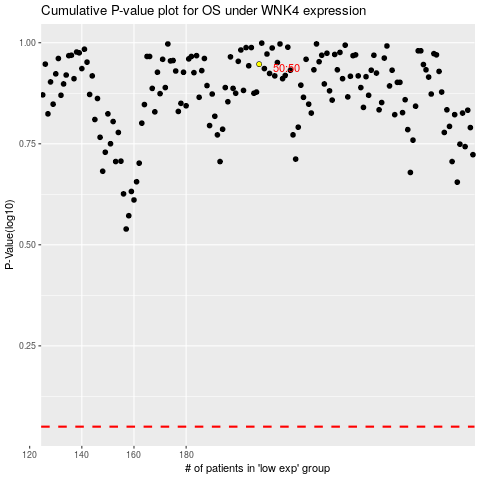 Cumulative P-value plot for OS under WNK4 expression
P-Value(log10)
1.00
0.75
0.50
0.25
50:50
120 140 160 180
# of patients in 'low exp' group